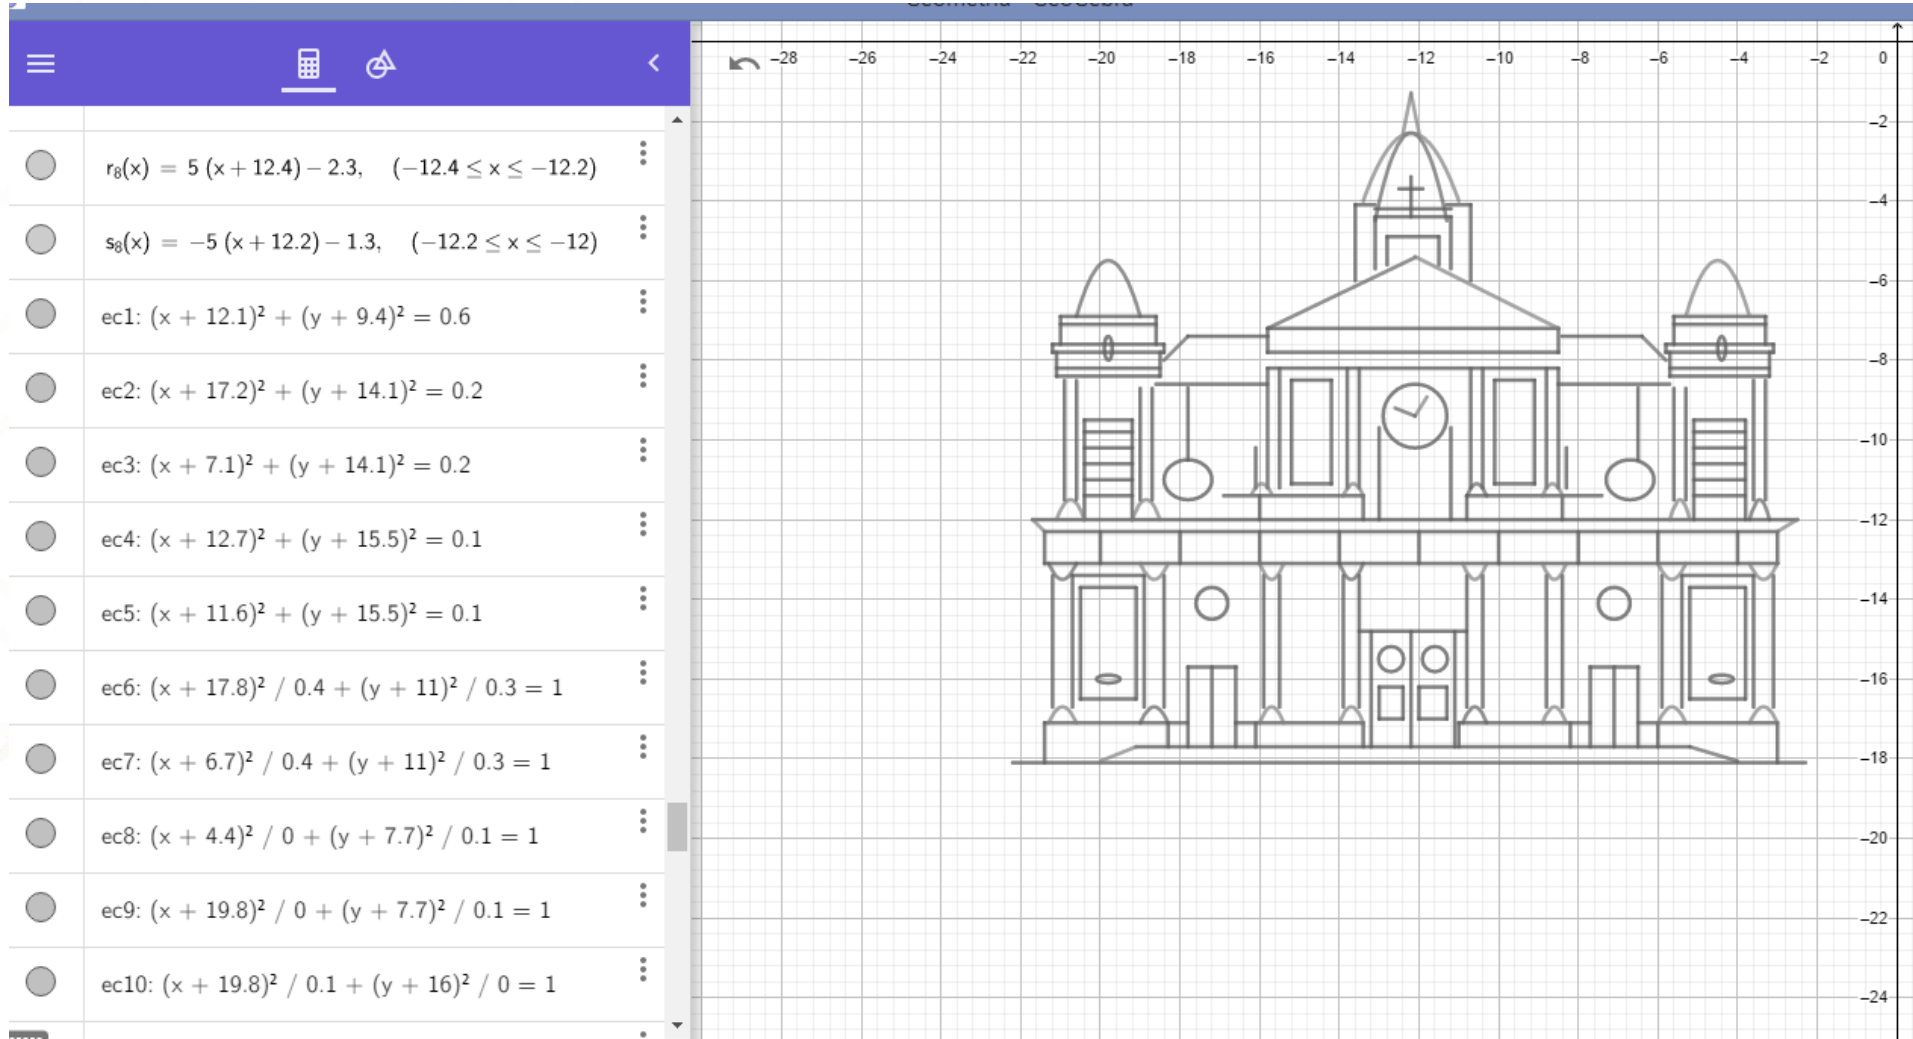 Geometría - GeoGebra
r₈(x) = 5 (x + 12.4) − 2.3, (−12.4 ≤ x ≤ −12.2)
s₈(x) = −5 (x + 12.2) − 1.3, (−12.2 ≤ x ≤ −12)
ec1: (x + 12.1)² + (y + 9.4)² = 0.6
ec2: (x + 17.2)² + (y + 14.1)² = 0.2
ec3: (x + 7.1)² + (y + 14.1)² = 0.2
ec4: (x + 12.7)² + (y + 15.5)² = 0.1
ec5: (x + 11.6)² + (y + 15.5)² = 0.1
ec6: (x + 17.8)² / 0.4 + (y + 11)² / 0.3 = 1
ec7: (x + 6.7)² / 0.4 + (y + 11)² / 0.3 = 1
ec8: (x + 4.4)² / 0 + (y + 7.7)² / 0.1 = 1
ec9: (x + 19.8)² / 0 + (y + 7.7)² / 0.1 = 1
ec10: (x + 19.8)² / 0.1 + (y + 16)² / 0 = 1
−28 −26 −24 −22 −20 −18 −16 −14 −12 −10 −8 −6 −4 −2 0
−2
−4
−6
−8
−10
−12
−14
−16
−18
−20
−22
−24